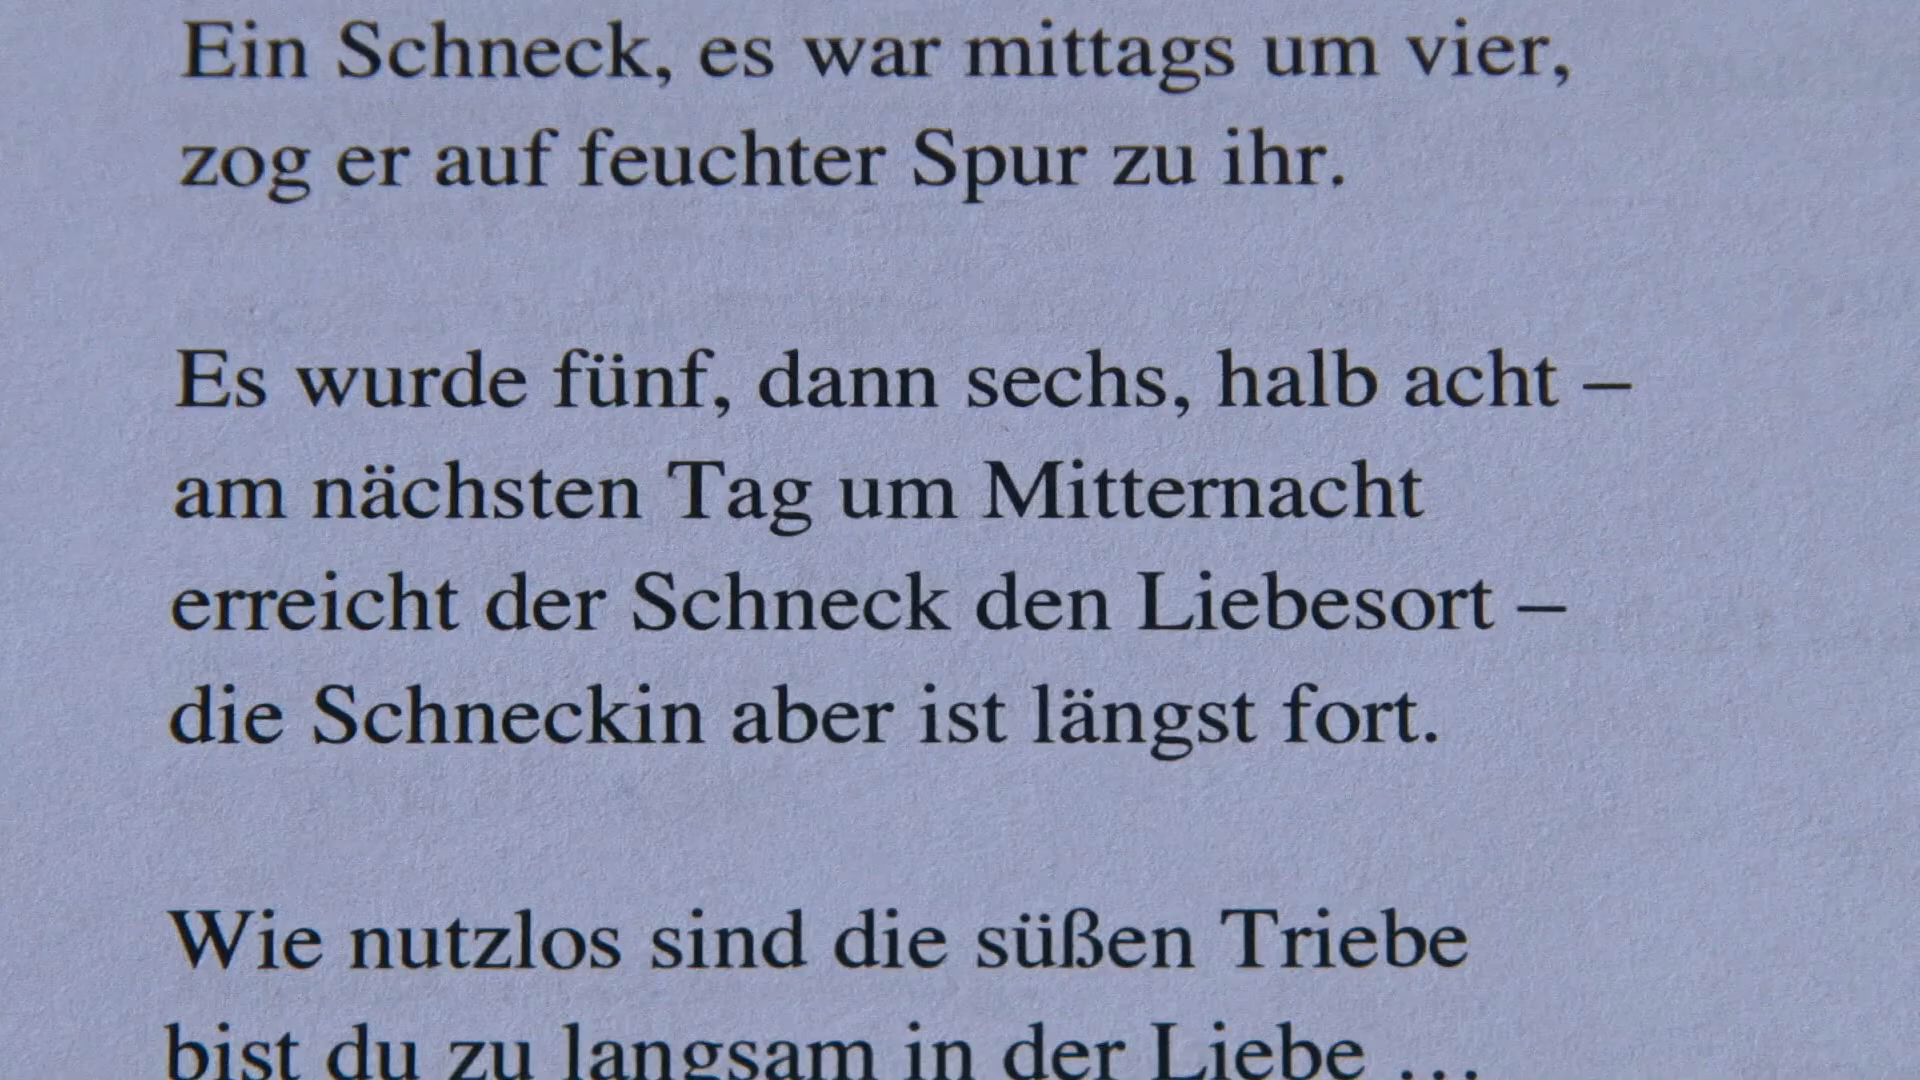 Ein Schneck, es war mittags um vier,
zog er auf feuchter Spur zu ihr.
Es wurde fünf, dann sechs, halb acht –
am nächsten Tag um Mitternacht
erreicht der Schneck den Liebesort –
die Schneckin aber ist längst fort.
Wie nutzlos sind die süßen Triebe
bist du zu langsam in der Liebe …